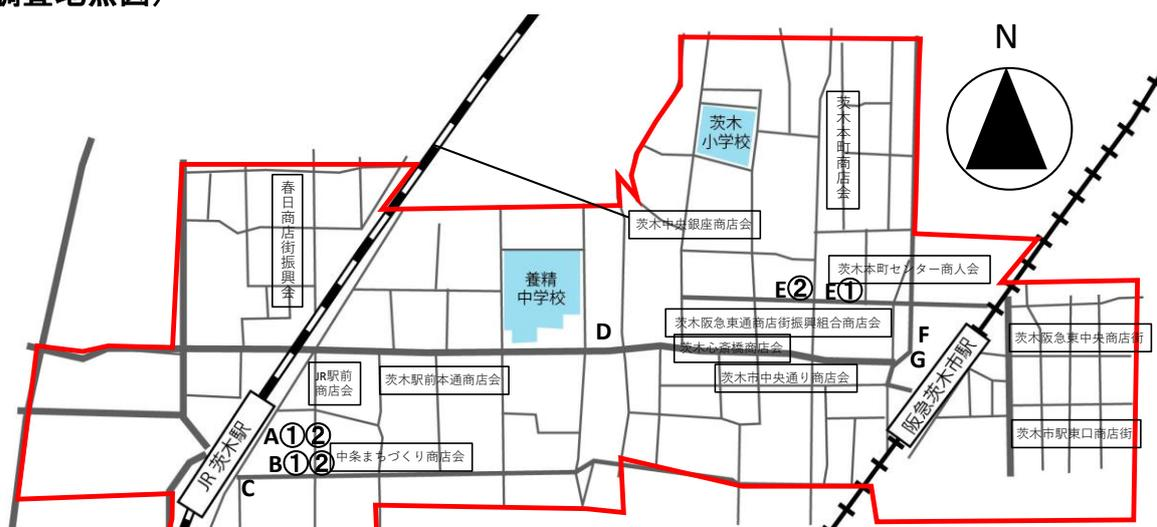 N
茨木
小学校
茨木本町商店会
春日商店街振興会
茨木中央銀座商店会
養精
中学校
茨木本町センター商人会
E② E①
茨木阪急東通商店街振興組合商店会
D
F
G
茨木心斎橋商店会
茨木阪急東中央商店街
阪急茨木市駅
JR駅前
商店会
茨木駅前本通商店会
茨木市中央通り商店会
茨木市駅東口商店街
JR 茨木駅
A①②
B①②
中条まちづくり商店会
C